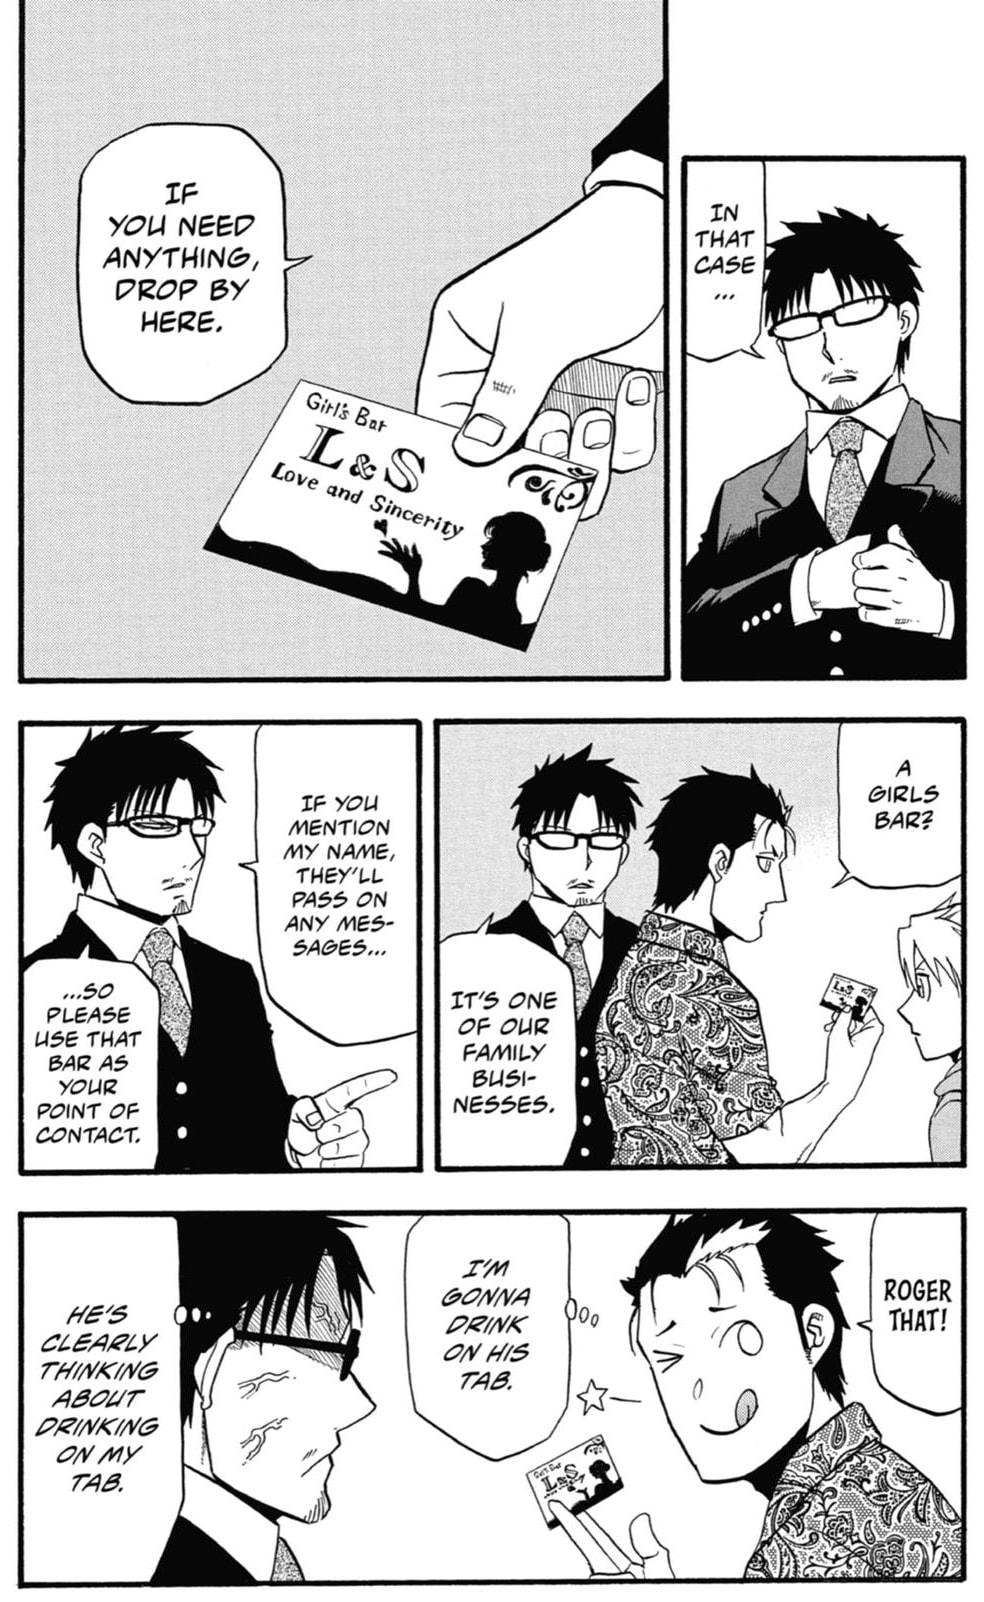 IN
THAT
CASE
...
IF
YOU NEED
ANYTHING,
DROP BY
HERE.
Girl's Bar
L & S
Love and Sincerity
A
GIRLS
BAR?
L&S
IT'S ONE
OF OUR
FAMILY
BUSI-
NESSES.
IF YOU
MENTION
MY NAME,
THEY'LL
PASS ON
ANY MES-
SAGES...
...SO
PLEASE
USE THAT
BAR AS
YOUR
POINT OF
CONTACT.
ROGER
THAT!
I'M
GONNA
DRINK
ON HIS
TAB.
Girl's Bar
L&S
HE'S
CLEARLY
THINKING
ABOUT
DRINKING
ON MY
TAB.